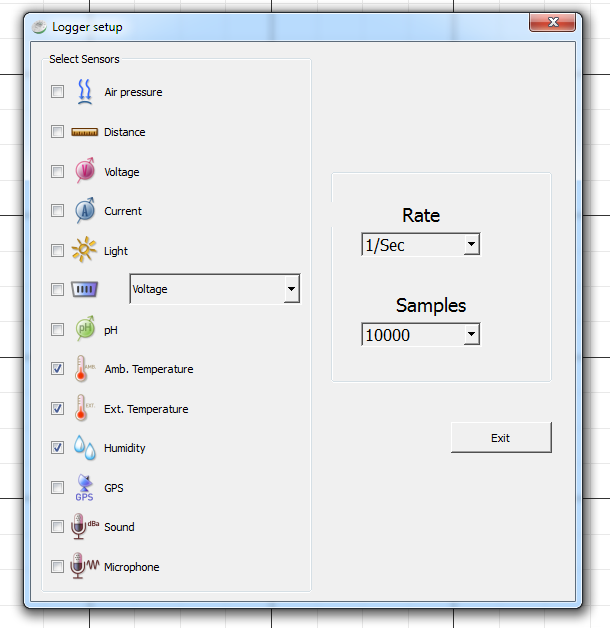 Logger setup
Select Sensors
Air pressure
Distance
V Voltage
A Current
Light
Voltage
pH pH
AMB. Amb. Temperature
EXT. Ext. Temperature
Humidity
GPS GPS
dBa Sound
Microphone
Rate
1/Sec
Samples
10000
Exit